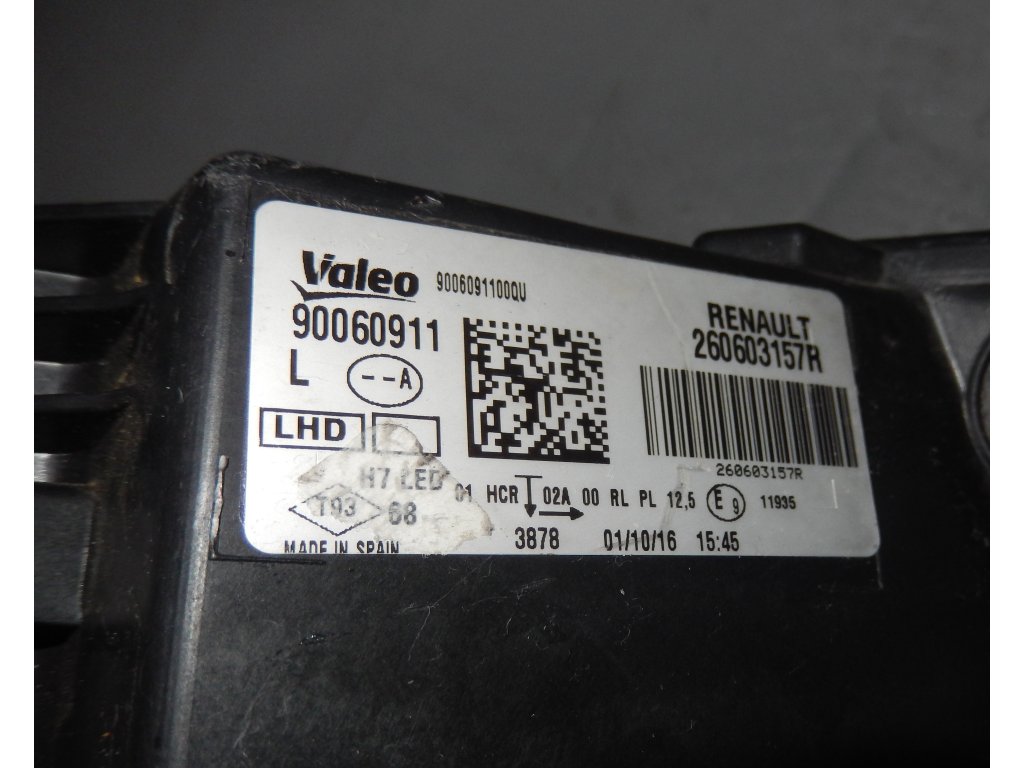 Valeo 9006091100QU
90060911
L --A
LHD
RENAULT
260603157R
260603157R
H7 LED 01 HCR 02A 00 RL PL 12,5 E9 11935
T93 68
MADE IN SPAIN 3878 01/10/16 15:45